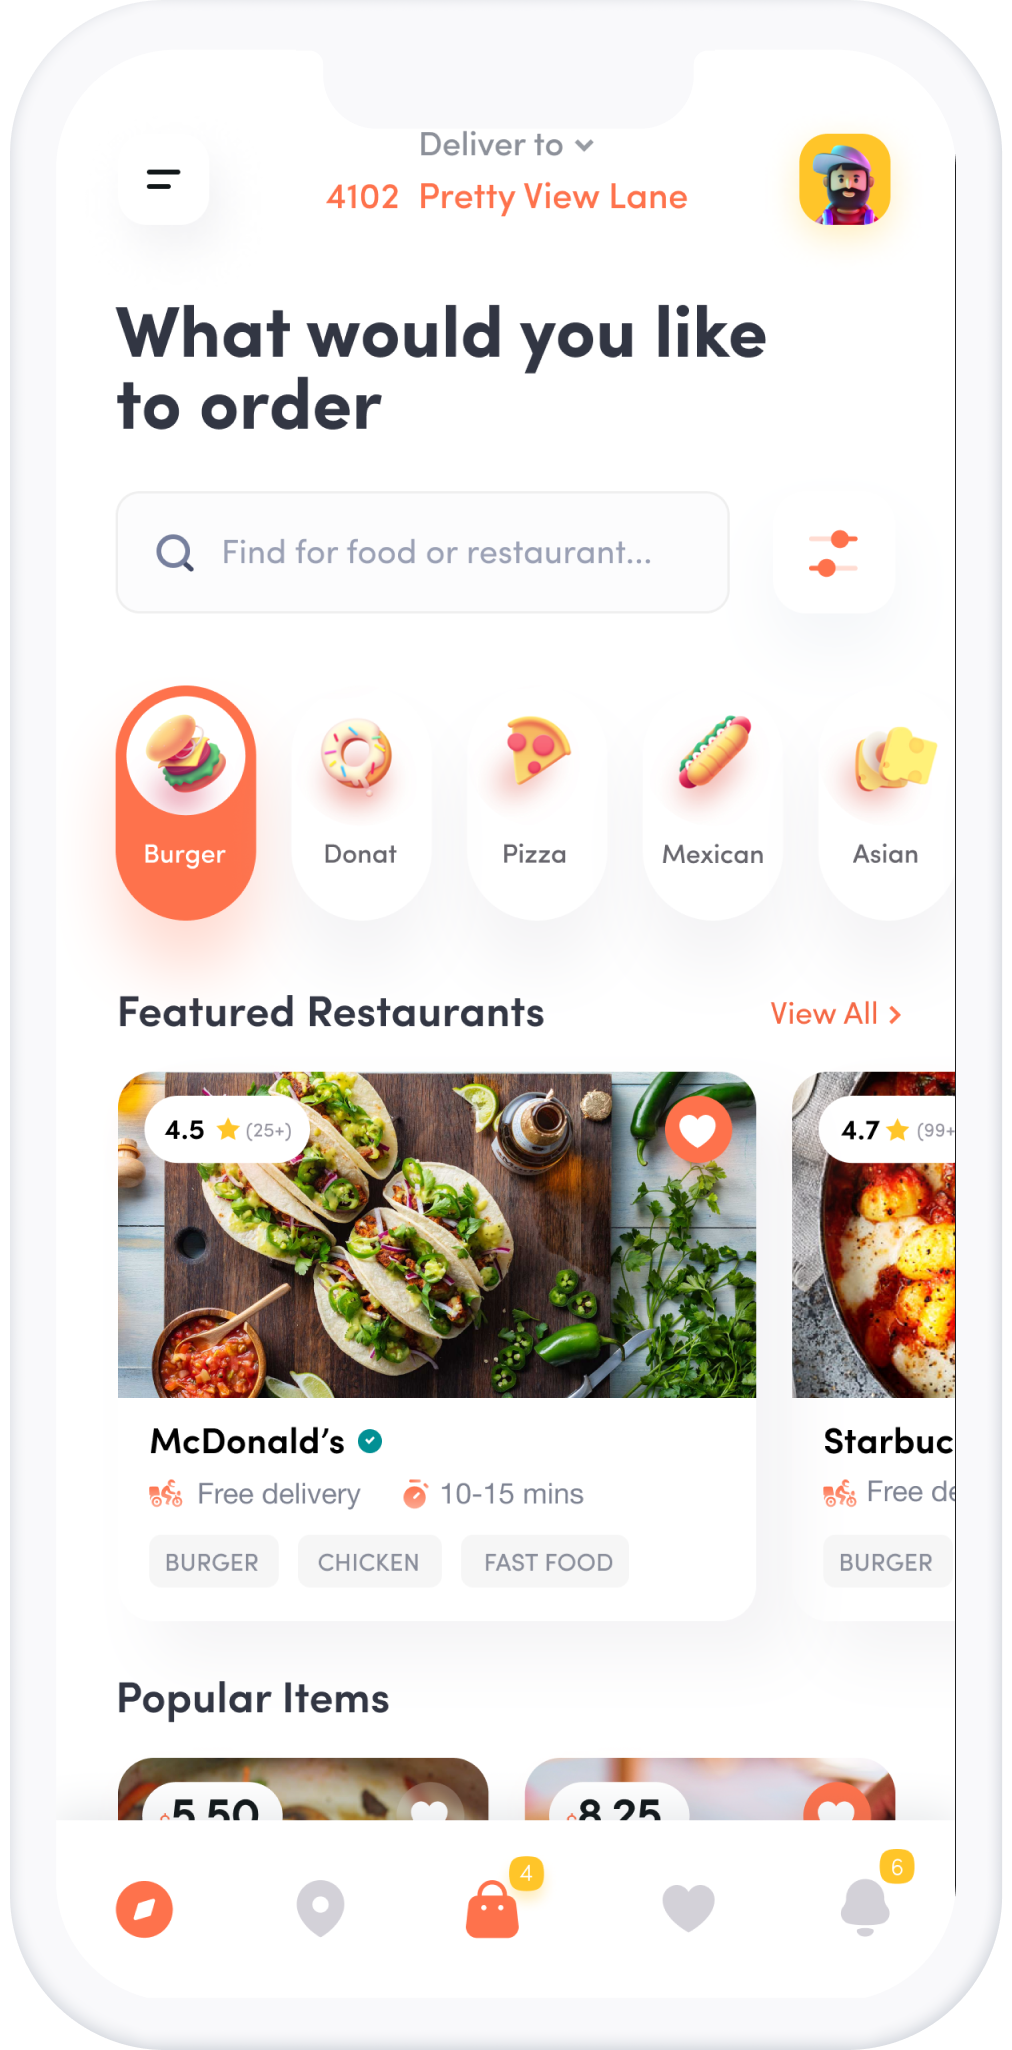 Deliver to
4102 Pretty View Lane
What would you like
to order
Find for food or restaurant...
Burger
Donat
Pizza
Mexican
Asian
Featured Restaurants
View All
4.5 (25+)
4.7 (99+
McDonald’s
Starbuc
Free delivery
10-15 mins
Free de
BURGER
CHICKEN
FAST FOOD
BURGER
Popular Items
$5.50
$8.25
4
6